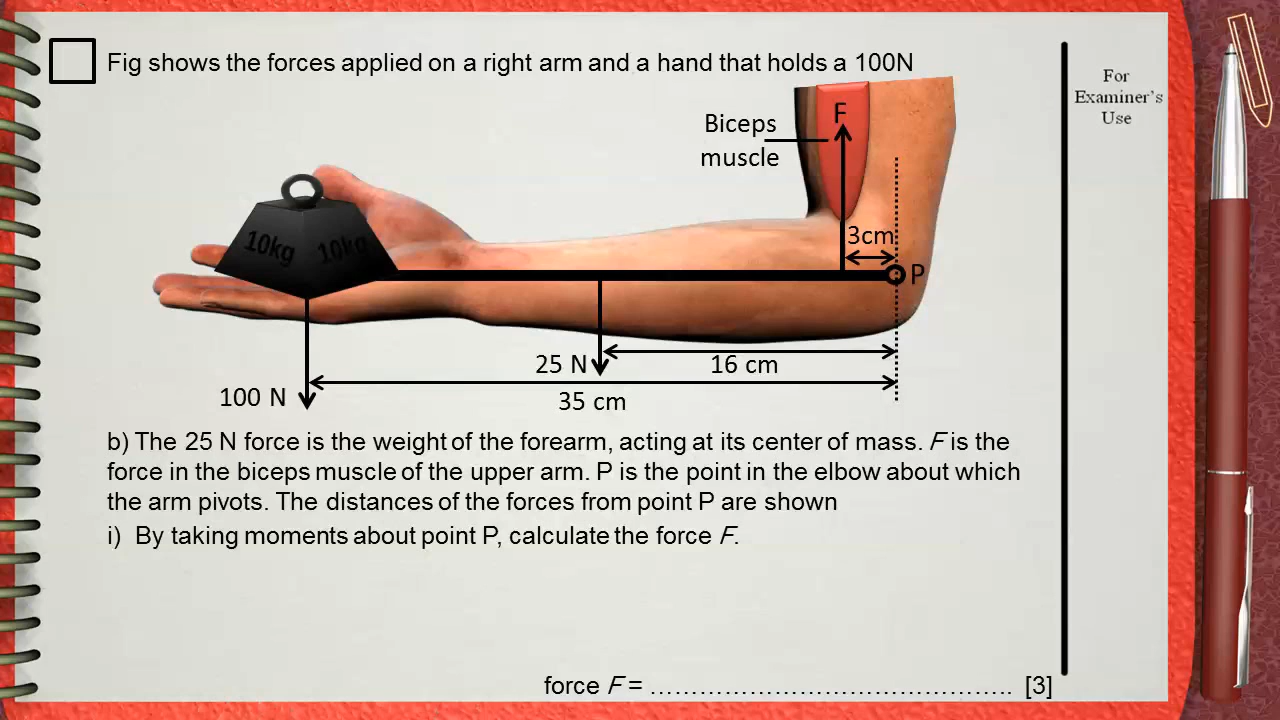 Fig shows the forces applied on a right arm and a hand that holds a 100N
For
Examiner's
Use
Biceps
muscle
F
3cm
P
10kg 10kg
25 N
16 cm
100 N
35 cm
b) The 25 N force is the weight of the forearm, acting at its center of mass. F is the
force in the biceps muscle of the upper arm. P is the point in the elbow about which
the arm pivots. The distances of the forces from point P are shown
i) By taking moments about point P, calculate the force F.
force F = ………………………………………. [3]